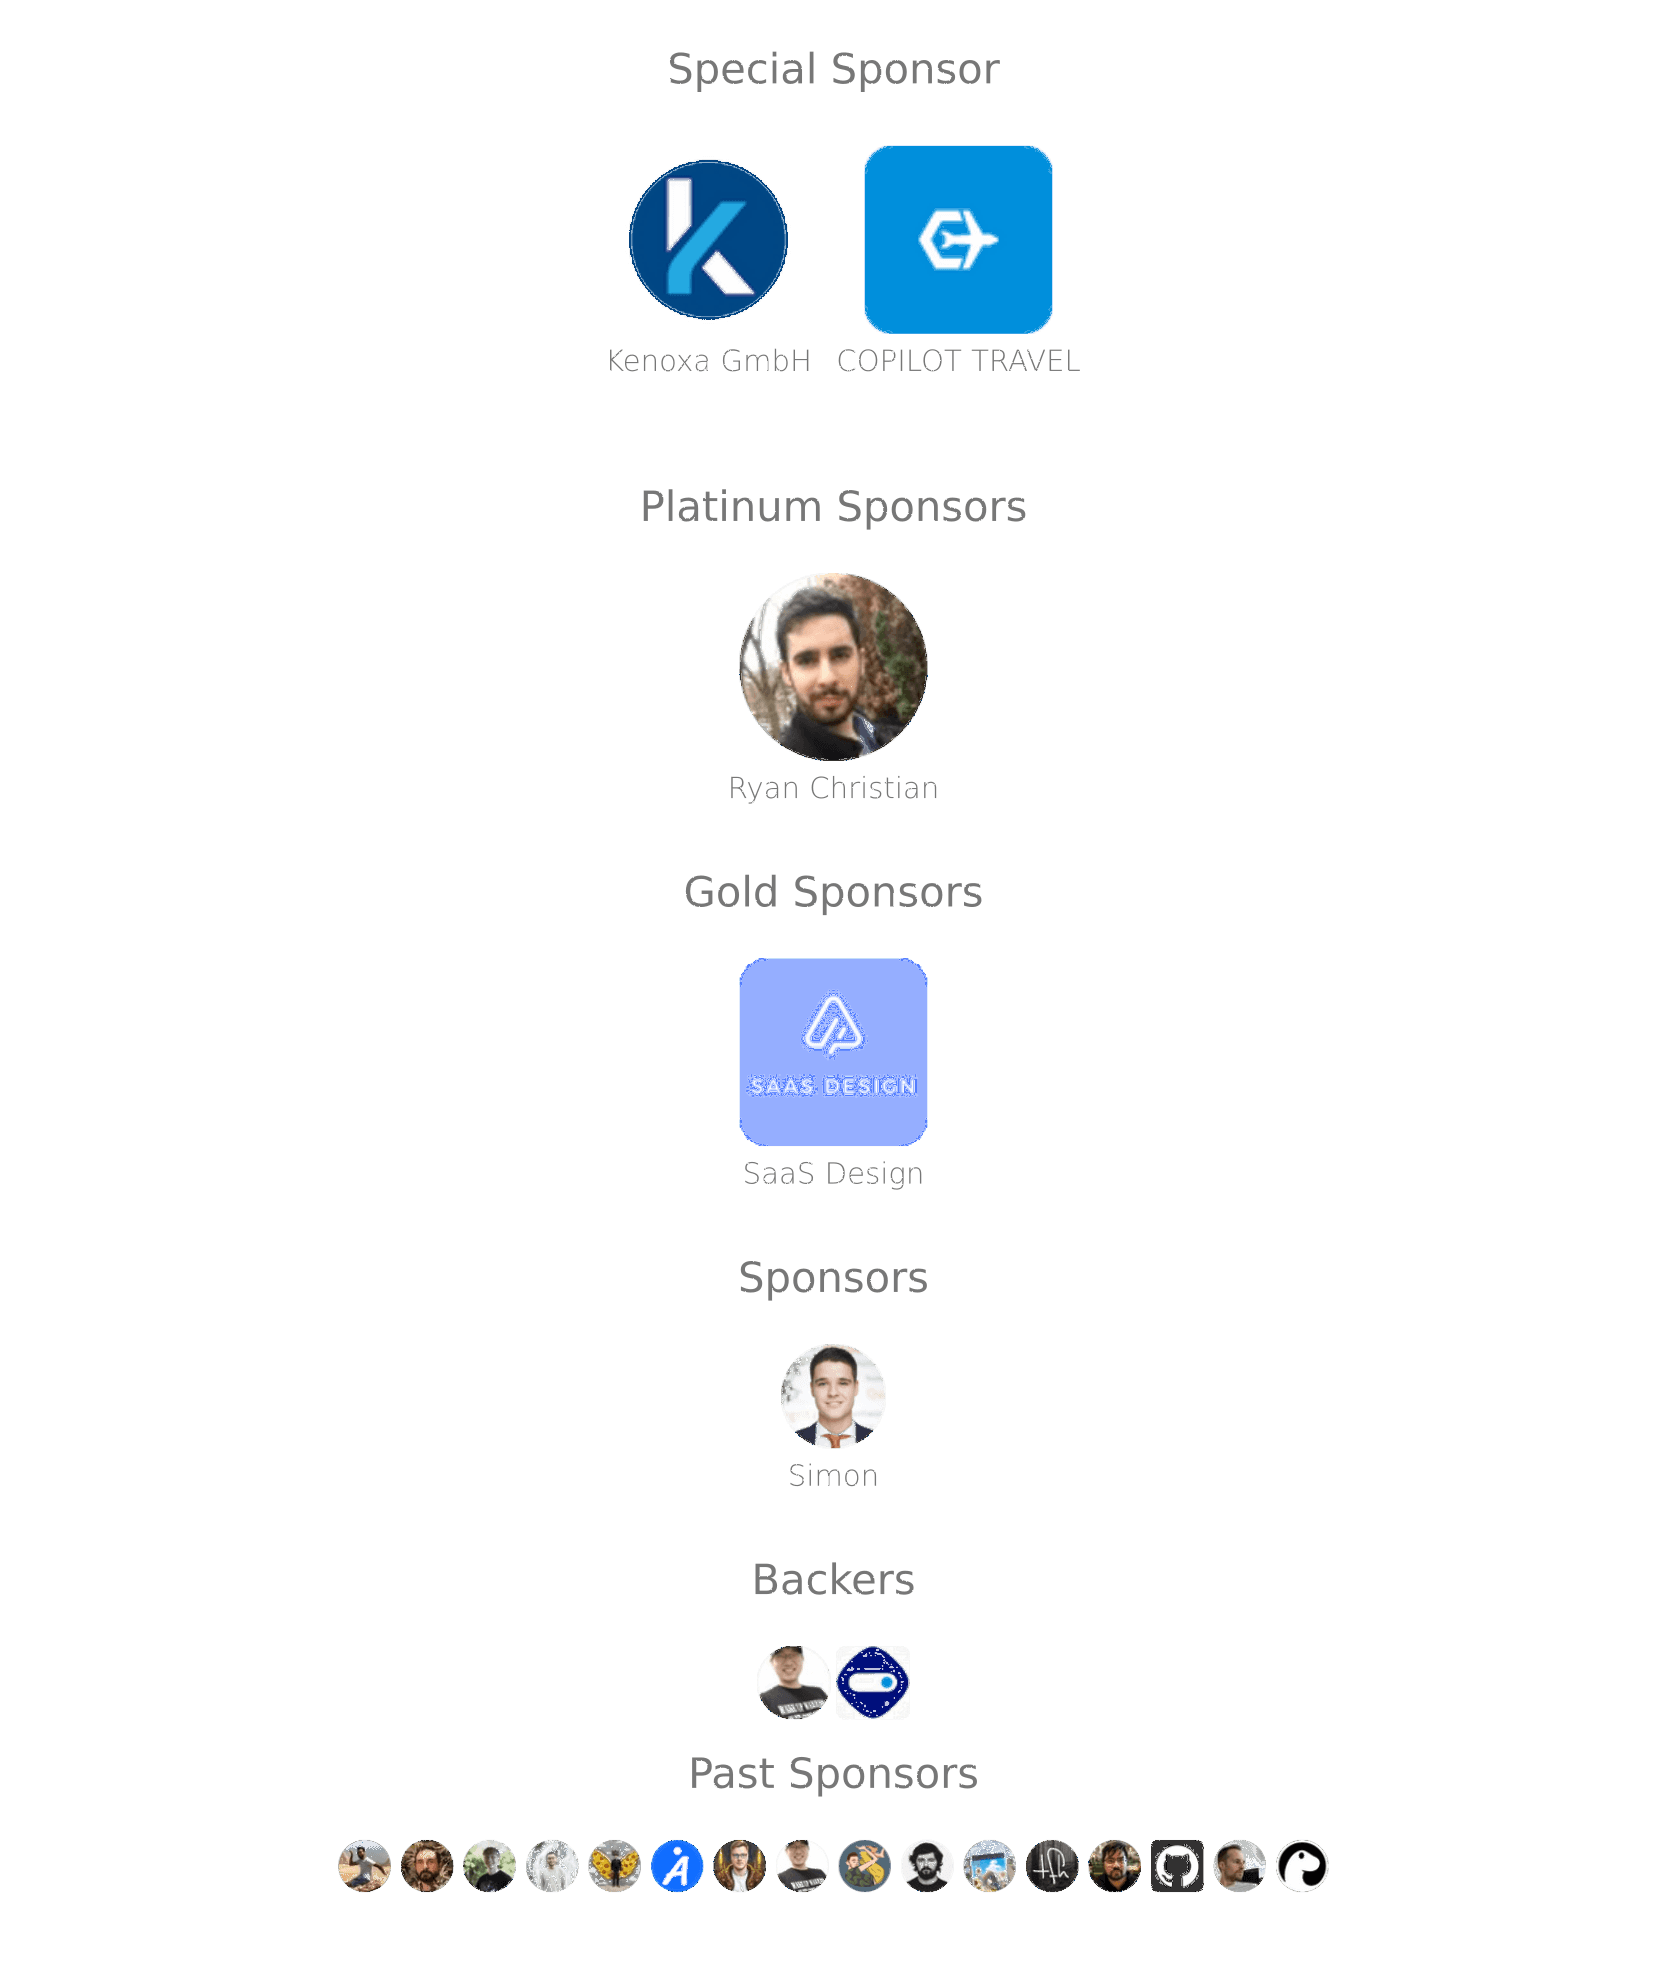 Special Sponsor
Kenoxa GmbH COPILOT TRAVEL
Platinum Sponsors
Ryan Christian
Gold Sponsors
SAAS DESIGN
SaaS Design
Sponsors
Simon
Backers
Past Sponsors